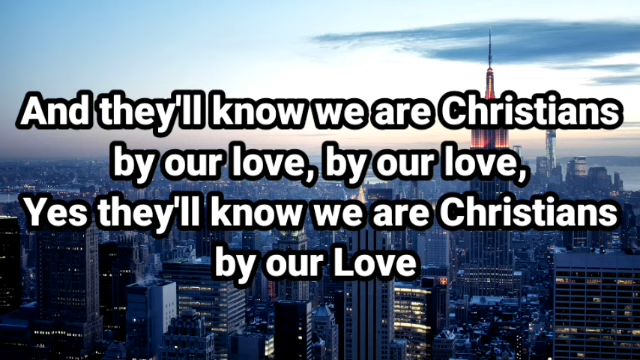 And they'll know we are Christians
by our love, by our love,
Yes they'll know we are Christians
by our Love